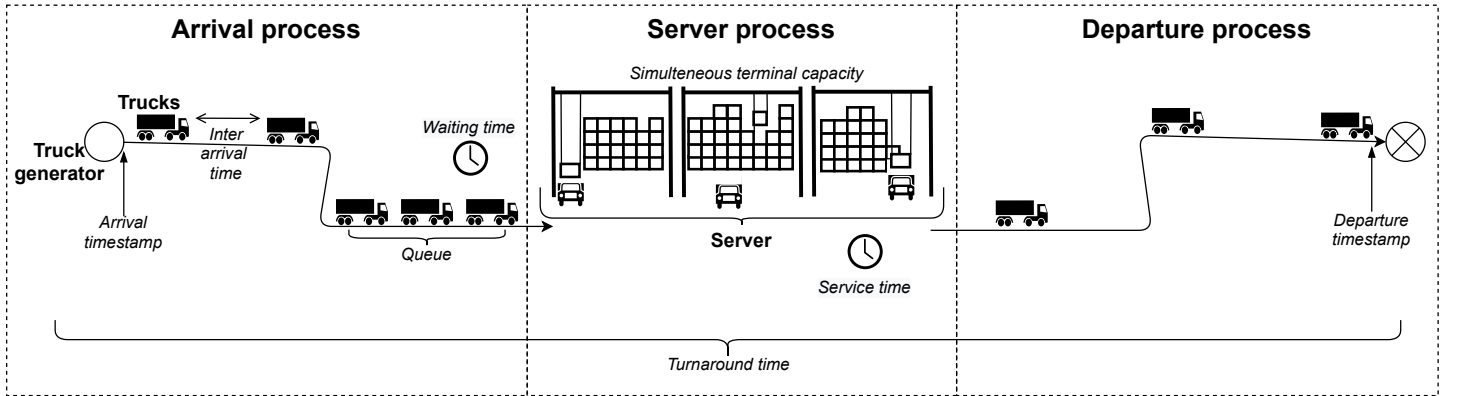 Arrival process
Server process
Departure process
Simulteneous terminal capacity
Trucks
Inter
arrival
time
Waiting time
Truck
generator
Arrival
timestamp
Queue
Server
Service time
Departure
timestamp
Turnaround time